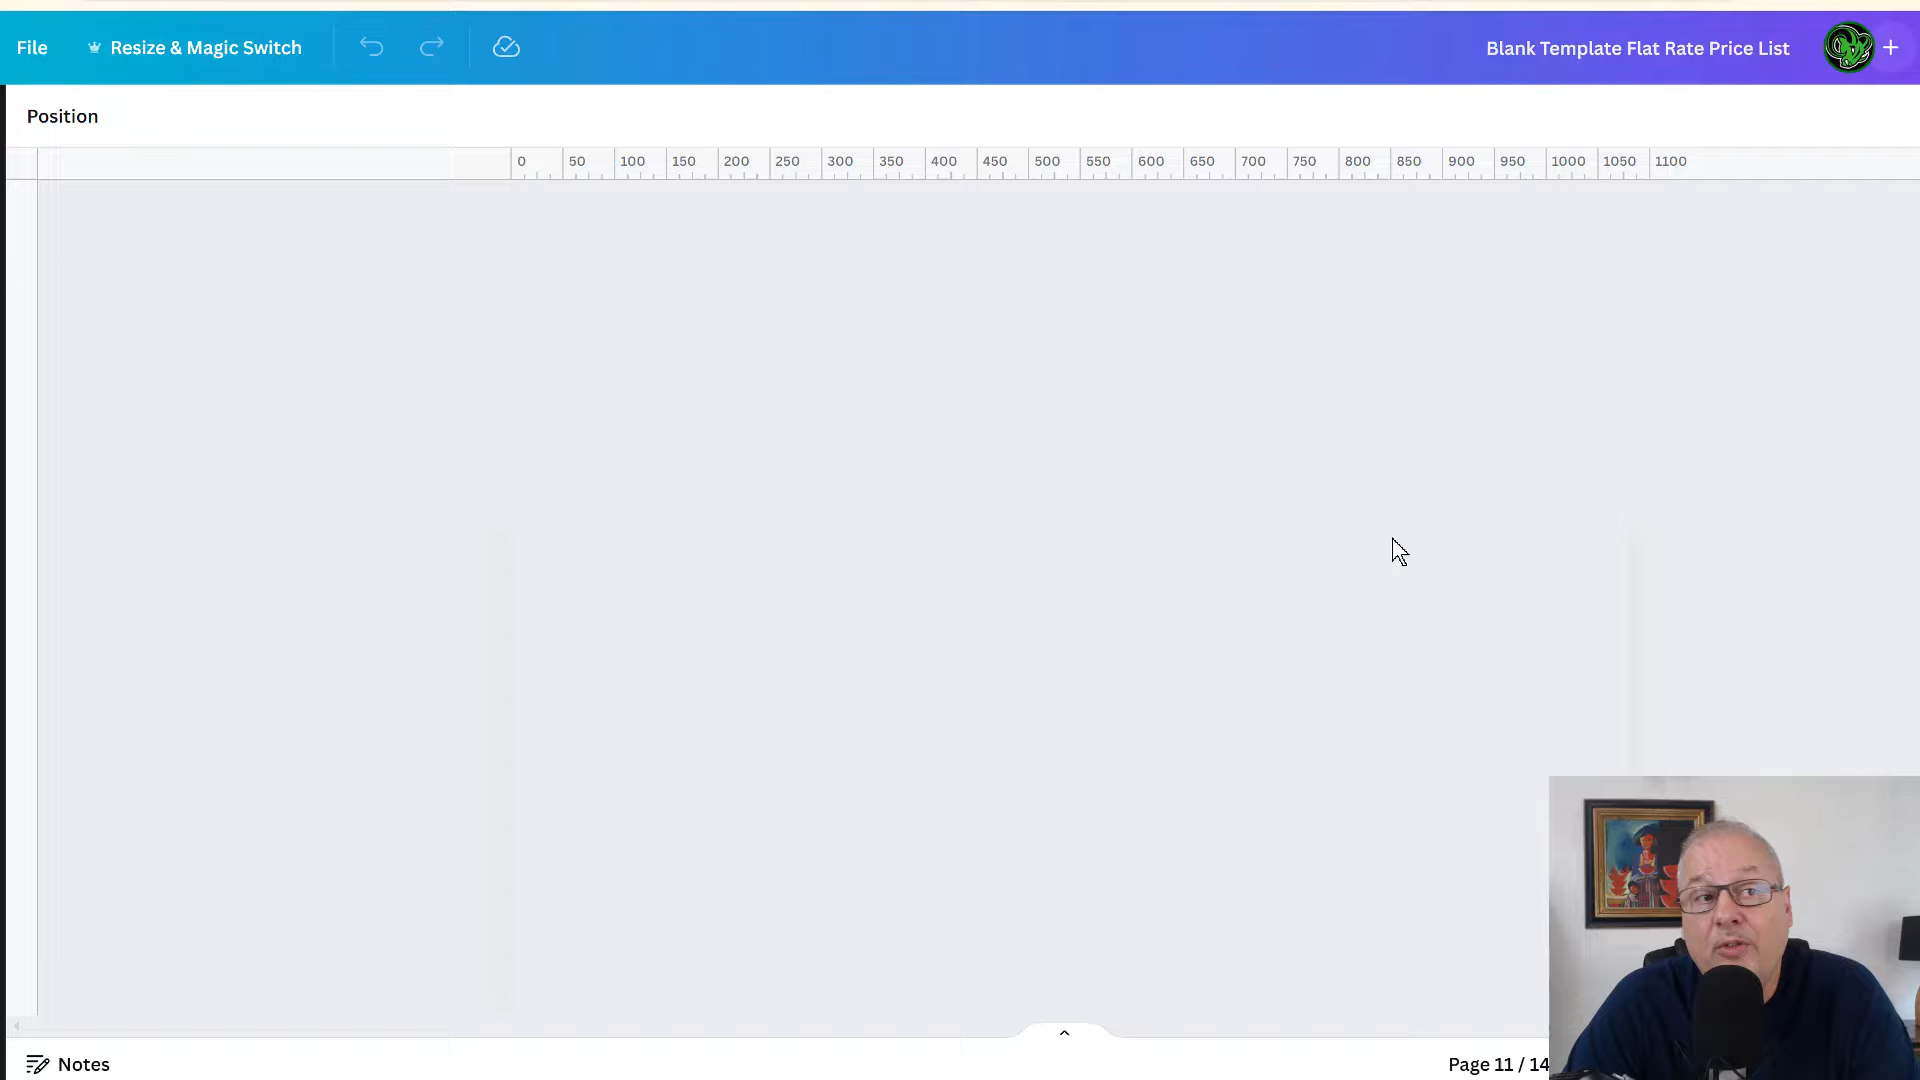 File
Resize & Magic Switch
Blank Template Flat Rate Price List
Position
0 50 100 150 200 250 300 350 400 450 500 550 600 650 700 750 800 850 900 950 1000 1050 1100
Notes
Page 11 / 14